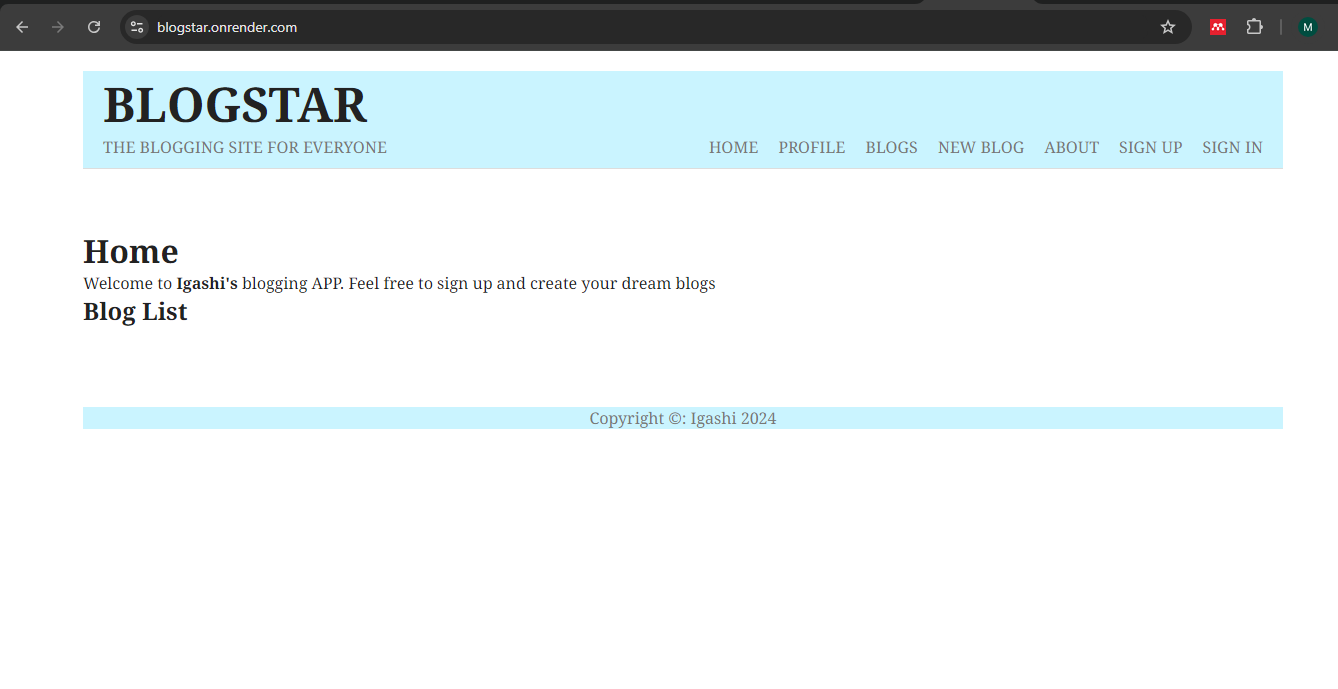 blogstar.onrender.com
M
BLOGSTAR
THE BLOGGING SITE FOR EVERYONE
HOME PROFILE BLOGS NEW BLOG ABOUT SIGN UP SIGN IN
Home
Welcome to Igashi's blogging APP. Feel free to sign up and create your dream blogs
Blog List
Copyright ©: Igashi 2024